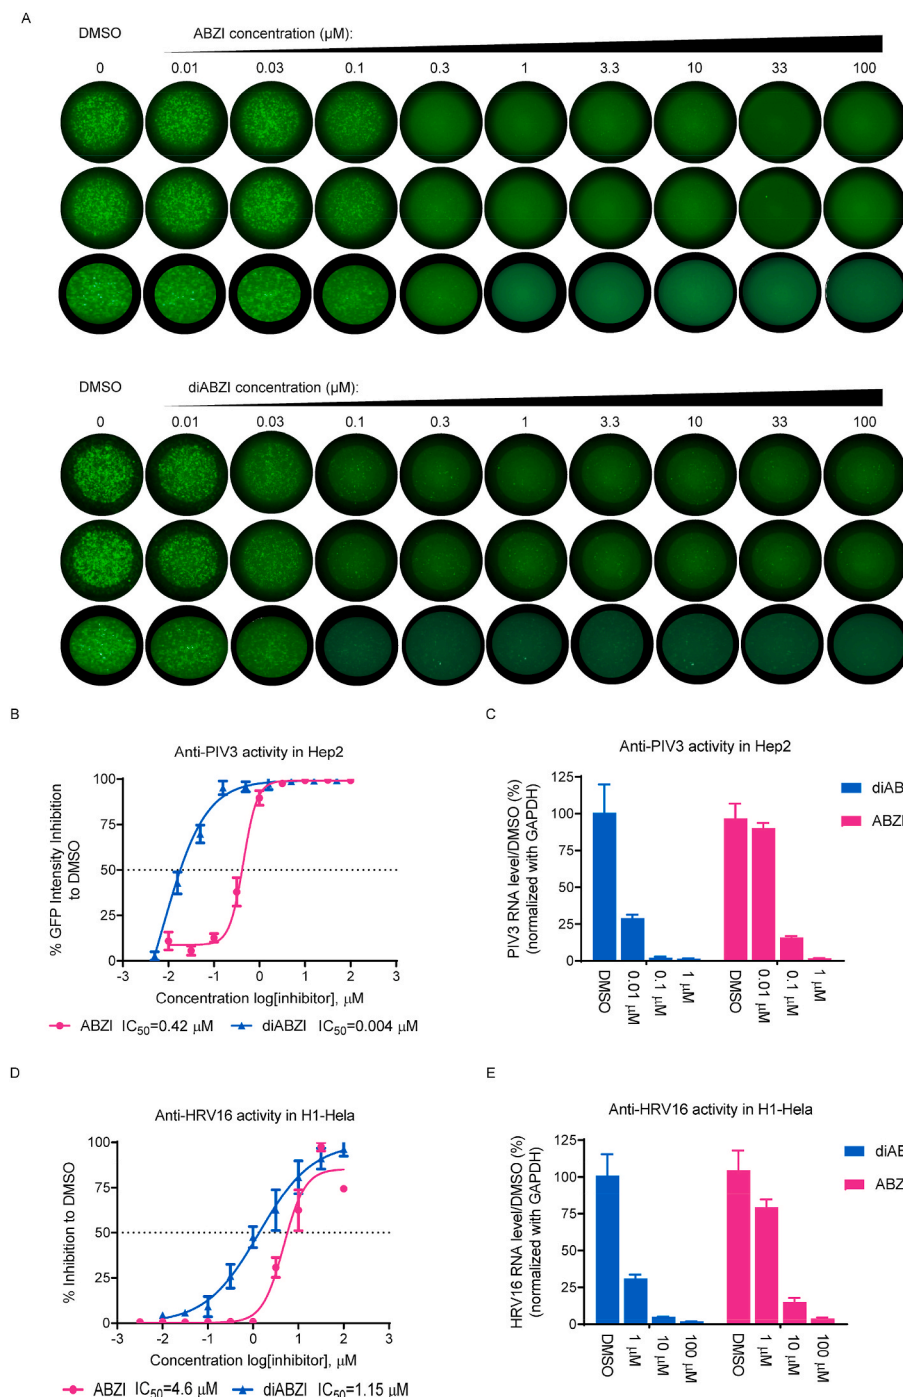 A
DMSO
ABZI concentration (µM):
0 0.01 0.03 0.1 0.3 1 3.3 10 33 100
DMSO
diABZI concentration (µM):
0 0.01 0.03 0.1 0.3 1 3.3 10 33 100
B
Anti-PIV3 activity in Hep2
% GFP Intensity Inhibition
to DMSO
100
75
50
25
0
-3 -2 -1 0 1 2 3
Concentration log[inhibitor], µM
ABZI IC50=0.42 µM diABZI IC50=0.004 µM
C
Anti-PIV3 activity in Hep2
PIV3 RNA level/DMSO (%)
(normalized with GAPDH)
125
100
75
50
25
0
DMSO 0.01 µM 0.1 µM 1 µM DMSO 0.01 µM 0.1 µM 1 µM
diAB
ABZI
D
Anti-HRV16 activity in H1-Hela
% Inhibition to DMSO
100
75
50
25
0
-3 -2 -1 0 1 2 3
Concentration log[inhibitor], µM
ABZI IC50=4.6 µM diABZI IC50=1.15 µM
E
Anti-HRV16 activity in H1-Hela
HRV16 RNA level/DMSO (%)
(normalized with GAPDH)
125
100
75
50
25
0
DMSO 1 µM 10 µM 100 µM DMSO 1 µM 10 µM 100 µM
diAB
ABZI